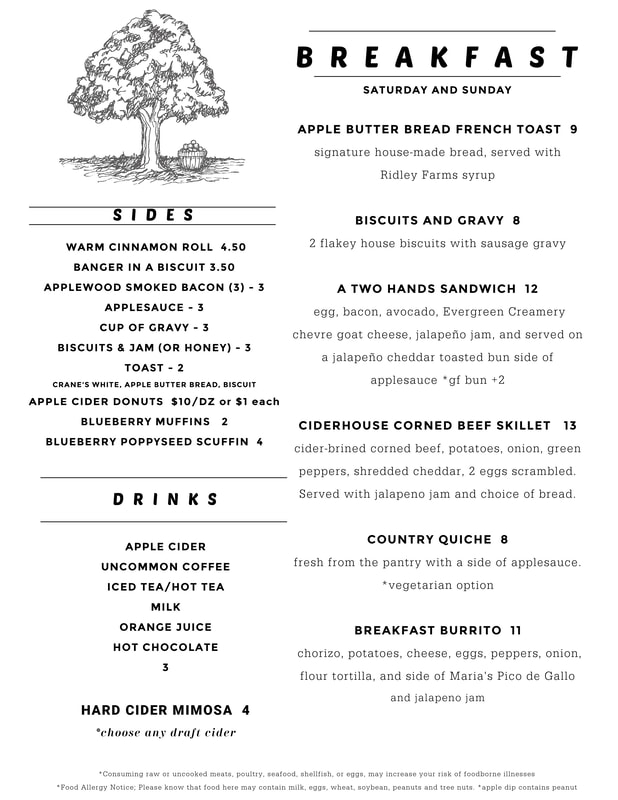 SIDES
WARM CINNAMON ROLL 4.50
BANGER IN A BISCUIT 3.50
APPLEWOOD SMOKED BACON (3) - 3
APPLESAUCE - 3
CUP OF GRAVY - 3
BISCUITS & JAM (OR HONEY) - 3
TOAST - 2
CRANE'S WHITE, APPLE BUTTER BREAD, BISCUIT
APPLE CIDER DONUTS $10/DZ or $1 each
BLUEBERRY MUFFINS 2
BLUEBERRY POPPYSEED SCUFFIN 4
DRINKS
APPLE CIDER
UNCOMMON COFFEE
ICED TEA/HOT TEA
MILK
ORANGE JUICE
HOT CHOCOLATE
3
HARD CIDER MIMOSA 4
*choose any draft cider
BREAKFAST
SATURDAY AND SUNDAY
APPLE BUTTER BREAD FRENCH TOAST 9
signature house-made bread, served with
Ridley Farms syrup
BISCUITS AND GRAVY 8
2 flakey house biscuits with sausage gravy
A TWO HANDS SANDWICH 12
egg, bacon, avocado, Evergreen Creamery
chevre goat cheese, jalapeño jam, and served on
a jalapeño cheddar toasted bun side of
applesauce *gf bun +2
CIDERHOUSE CORNED BEEF SKILLET 13
cider-brined corned beef, potatoes, onion, green
peppers, shredded cheddar, 2 eggs scrambled.
Served with jalapeno jam and choice of bread.
COUNTRY QUICHE 8
fresh from the pantry with a side of applesauce.
*vegetarian option
BREAKFAST BURRITO 11
chorizo, potatoes, cheese, eggs, peppers, onion,
flour tortilla, and side of Maria's Pico de Gallo
and jalapeno jam
*Consuming raw or uncooked meats, poultry, seafood, shellfish, or eggs, may increase your risk of foodborne illnesses
*Food Allergy Notice; Please know that food here may contain milk, eggs, wheat, soybean, peanuts and tree nuts. *apple dip contains peanut